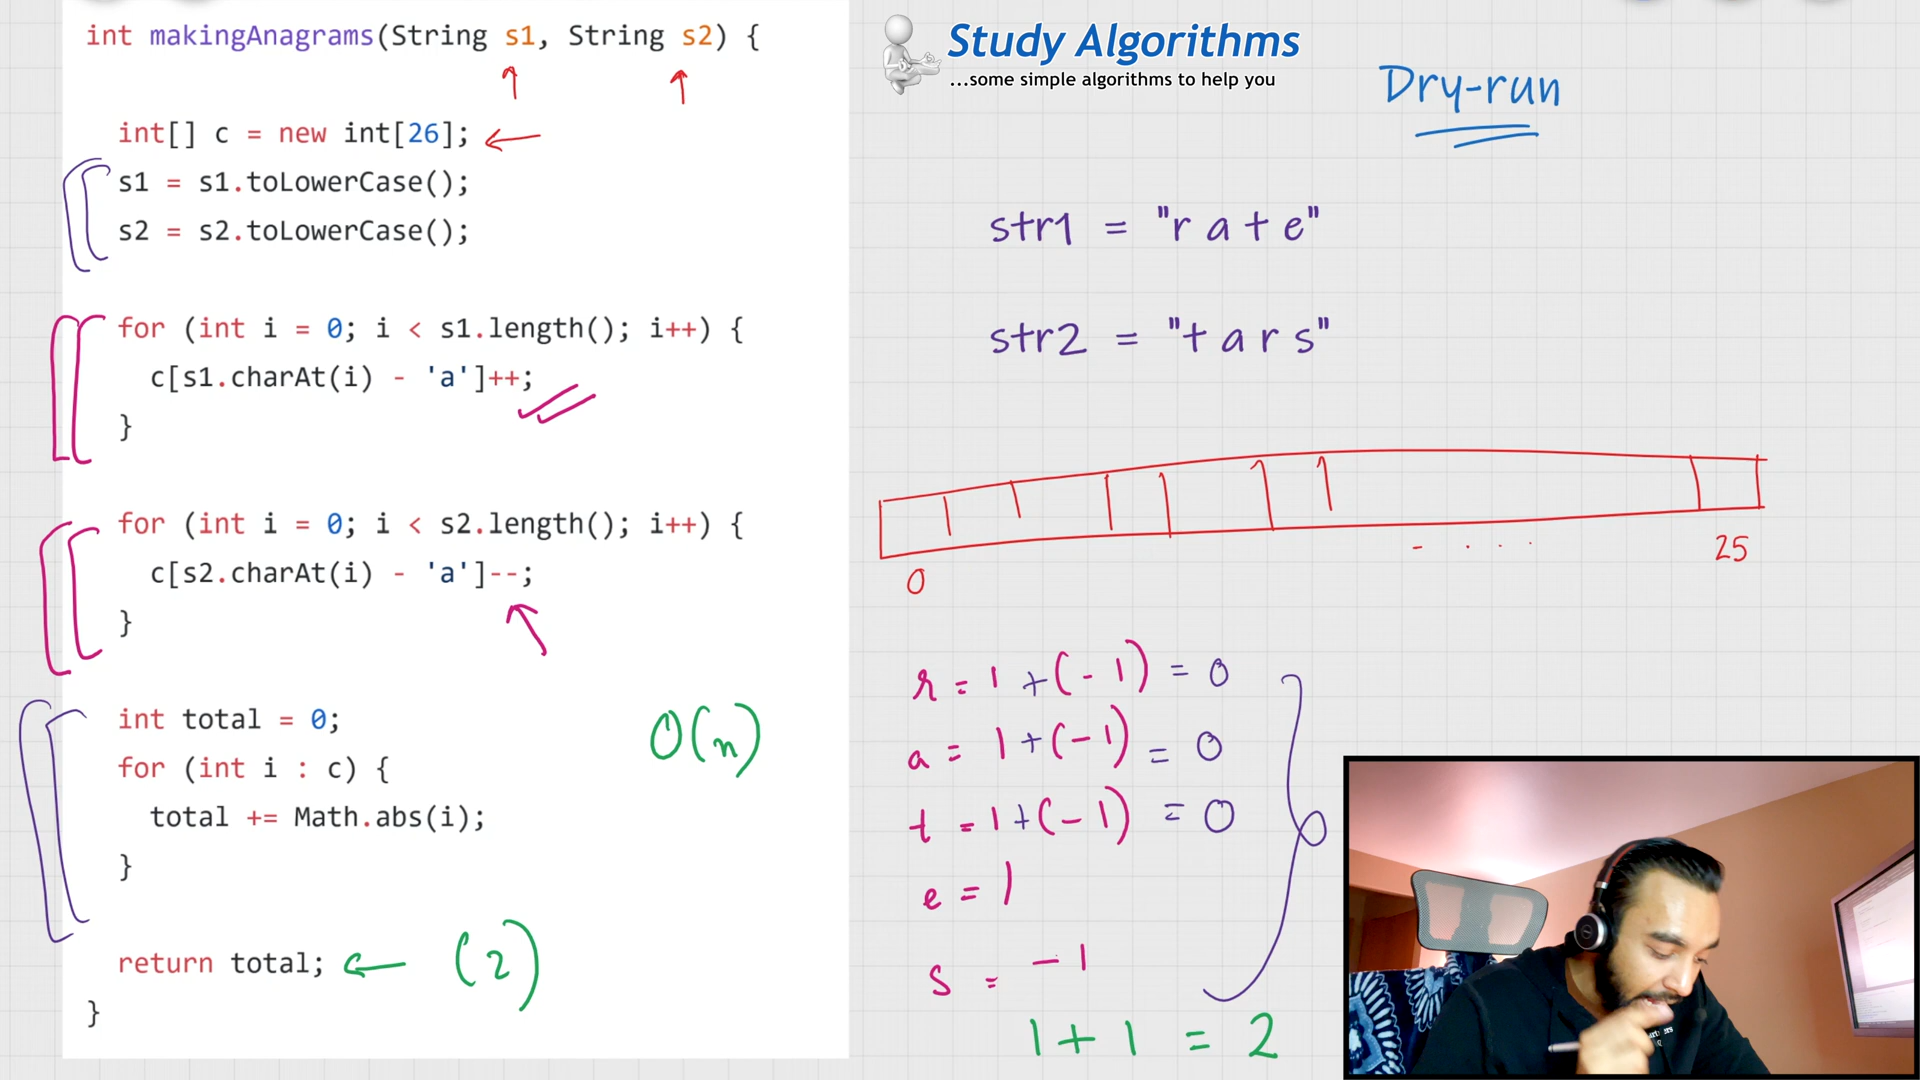 int makingAnagrams(String s1, String s2) {
int[] c = new int[26];
s1 = s1.toLowerCase();
s2 = s2.toLowerCase();
for (int i = 0; i < s1.length(); i++) {
c[s1.charAt(i) - 'a']++;
}
for (int i = 0; i < s2.length(); i++) {
c[s2.charAt(i) - 'a']--;
}
int total = 0;
for (int i : c) {
total += Math.abs(i);
}
return total;
}
O(n)
(2)
Study Algorithms
...some simple algorithms to help you
Dry-run
str1 = "r a t e"
str2 = "t a r s"
0
- . . .
25
r = 1 + (-1) = 0
a = 1 + (-1) = 0
t = 1 + (-1) = 0
e = 1
s = -1
1 + 1 = 2